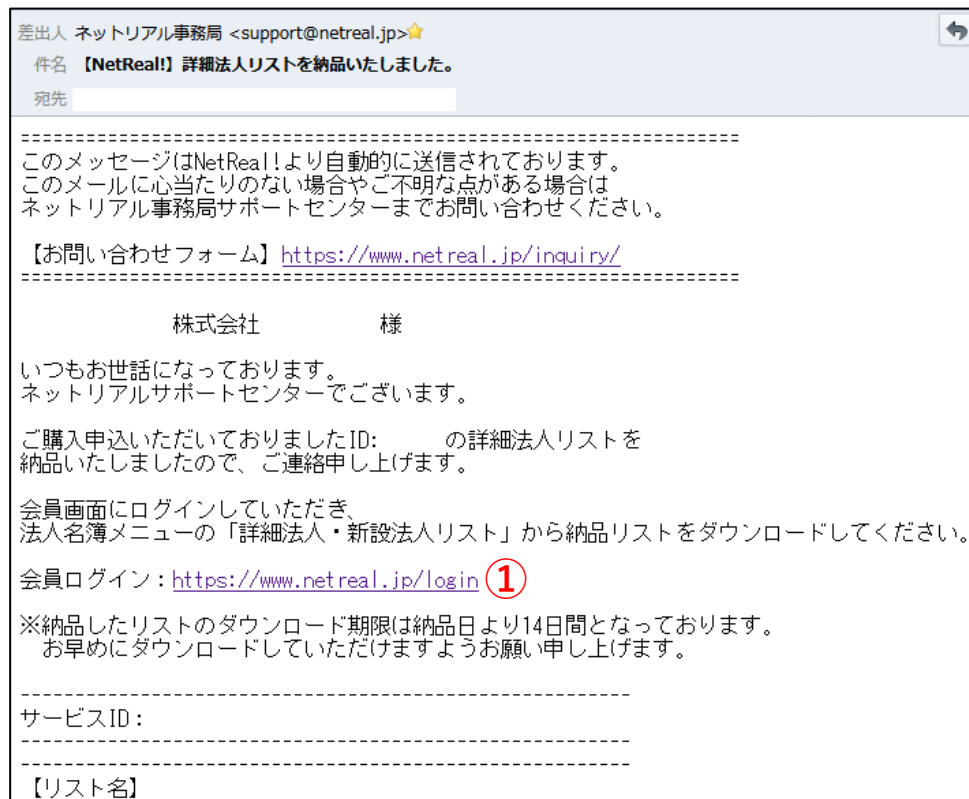 差出人 ネットリアル事務局 <support@netreal.jp>
件名 【NetReal!】詳細法人リストを納品いたしました。
宛先
==================================================================
このメッセージはNetReal!より自動的に送信されております。
このメールに心当たりのない場合やご不明な点がある場合は
ネットリアル事務局サポートセンターまでお問い合わせください。
【お問い合わせフォーム】https://www.netreal.jp/inquiry/
==================================================================
株式会社 様
いつもお世話になっております。
ネットリアルサポートセンターでございます。
ご購入申込いただいておりましたID: の詳細法人リストを
納品いたしましたので、ご連絡申し上げます。
会員画面にログインしていただき、
法人名簿メニューの「詳細法人・新設法人リスト」から納品リストをダウンロードしてください。
会員ログイン：https://www.netreal.jp/login ①
※納品したリストのダウンロード期限は納品日より14日間となっております。
お早めにダウンロードしていただけますようお願い申し上げます。
--------------------------------------------------------
サービスID：
--------------------------------------------------------
--------------------------------------------------------
【リスト名】